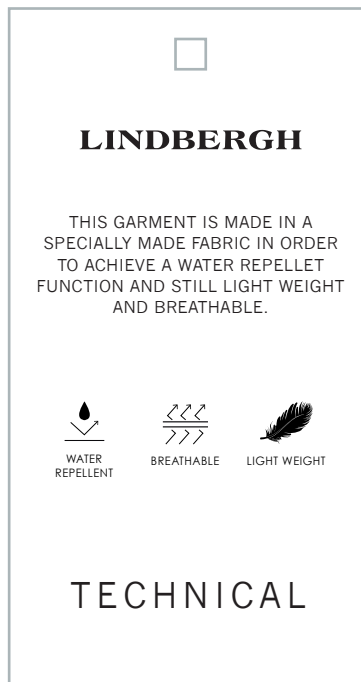 LINDBERGH
THIS GARMENT IS MADE IN A
SPECIALLY MADE FABRIC IN ORDER
TO ACHIEVE A WATER REPELLET
FUNCTION AND STILL LIGHT WEIGHT
AND BREATHABLE.
WATER
REPELLENT
BREATHABLE
LIGHT WEIGHT
TECHNICAL